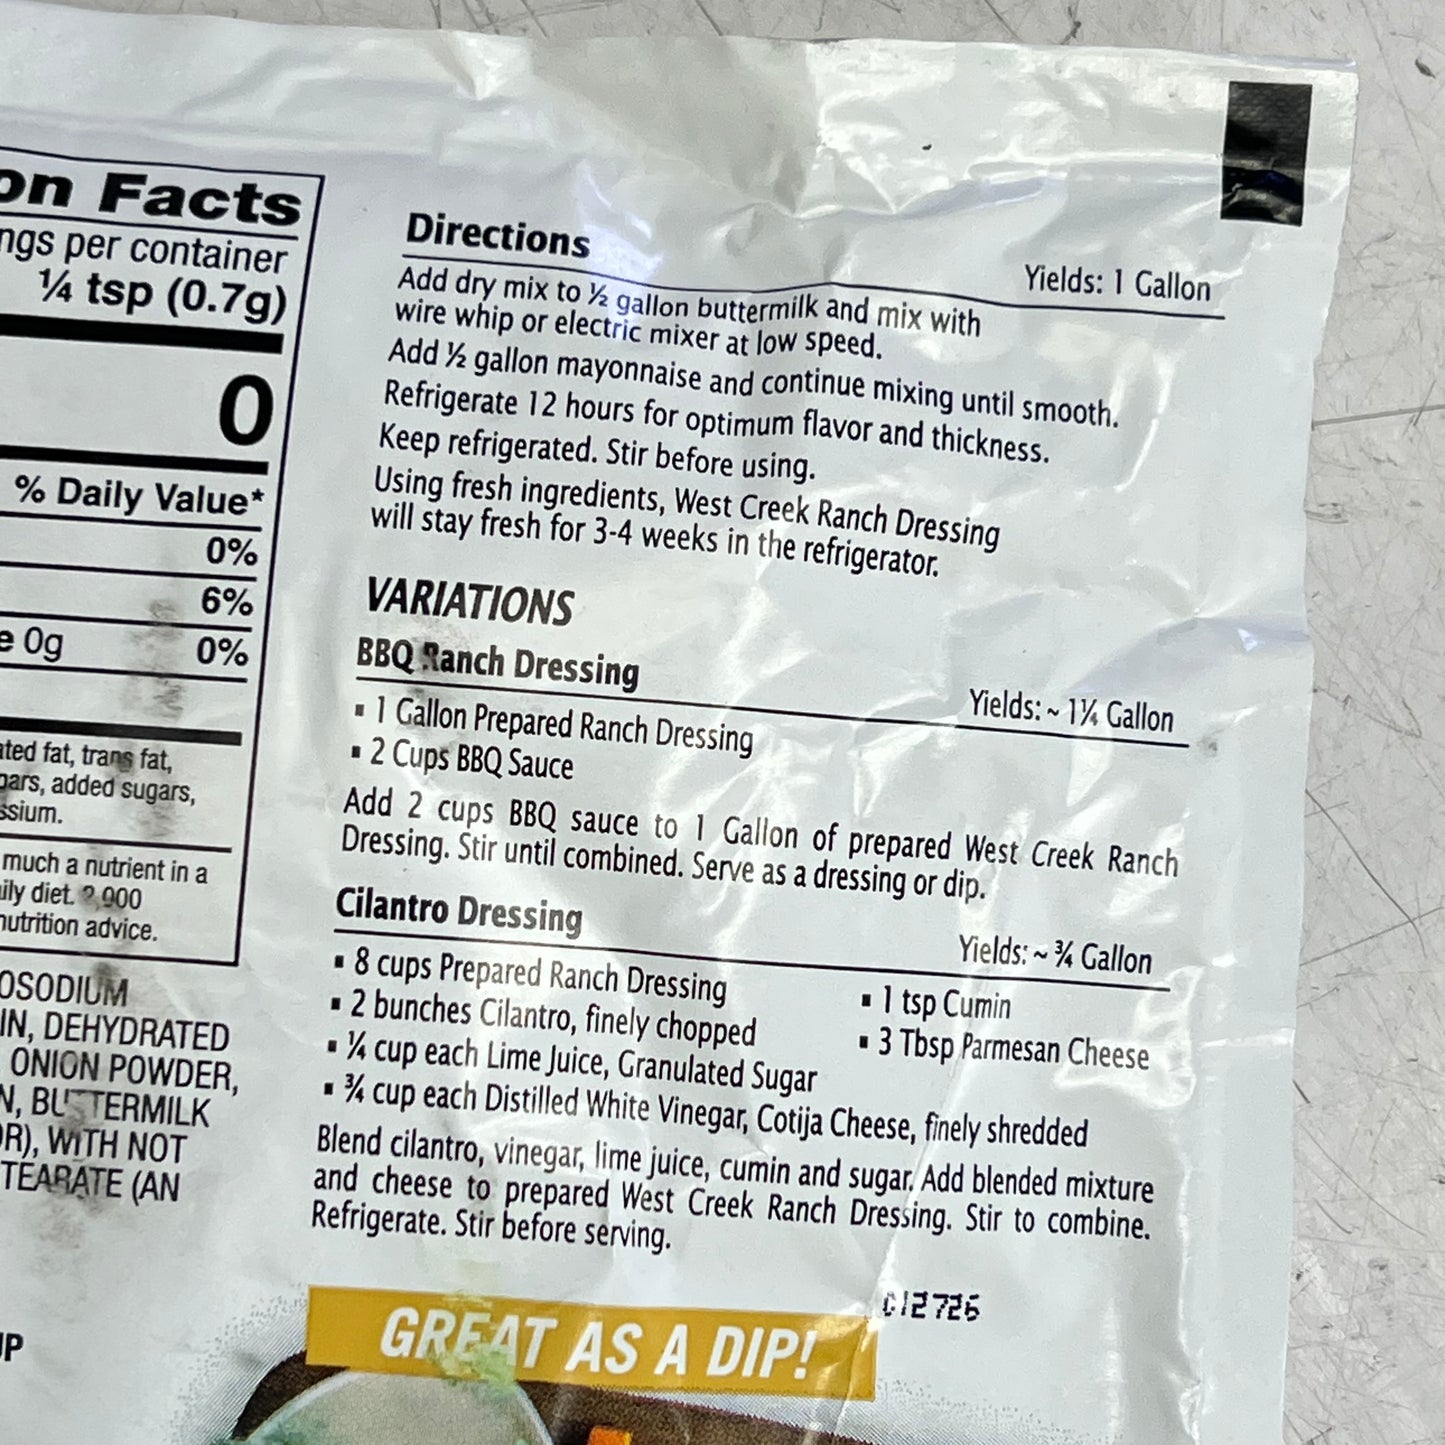 on Facts
ngs per container
¼ tsp (0.7g)
0
% Daily Value*
0%
6%
e 0g 0%
ated fat, trans fat,
gars, added sugars,
ssium.
much a nutrient in a
ily diet. 2,000
nutrition advice.
OSODIUM
IN, DEHYDRATED
ONION POWDER,
N, BUTTERMILK
OR), WITH NOT
TEARATE (AN
UP
Directions Yields: 1 Gallon
Add dry mix to ½ gallon buttermilk and mix with
wire whip or electric mixer at low speed.
Add ½ gallon mayonnaise and continue mixing until smooth.
Refrigerate 12 hours for optimum flavor and thickness.
Keep refrigerated. Stir before using.
Using fresh ingredients, West Creek Ranch Dressing
will stay fresh for 3-4 weeks in the refrigerator.
VARIATIONS
BBQ Ranch Dressing Yields: ~ 1¼ Gallon
▪ 1 Gallon Prepared Ranch Dressing
▪ 2 Cups BBQ Sauce
Add 2 cups BBQ sauce to 1 Gallon of prepared West Creek Ranch
Dressing. Stir until combined. Serve as a dressing or dip.
Cilantro Dressing Yields: ~ ¾ Gallon
▪ 8 cups Prepared Ranch Dressing ▪ 1 tsp Cumin
▪ 2 bunches Cilantro, finely chopped ▪ 3 Tbsp Parmesan Cheese
▪ ¼ cup each Lime Juice, Granulated Sugar
▪ ¾ cup each Distilled White Vinegar, Cotija Cheese, finely shredded
Blend cilantro, vinegar, lime juice, cumin and sugar. Add blended mixture
and cheese to prepared West Creek Ranch Dressing. Stir to combine.
Refrigerate. Stir before serving.
GREAT AS A DIP!